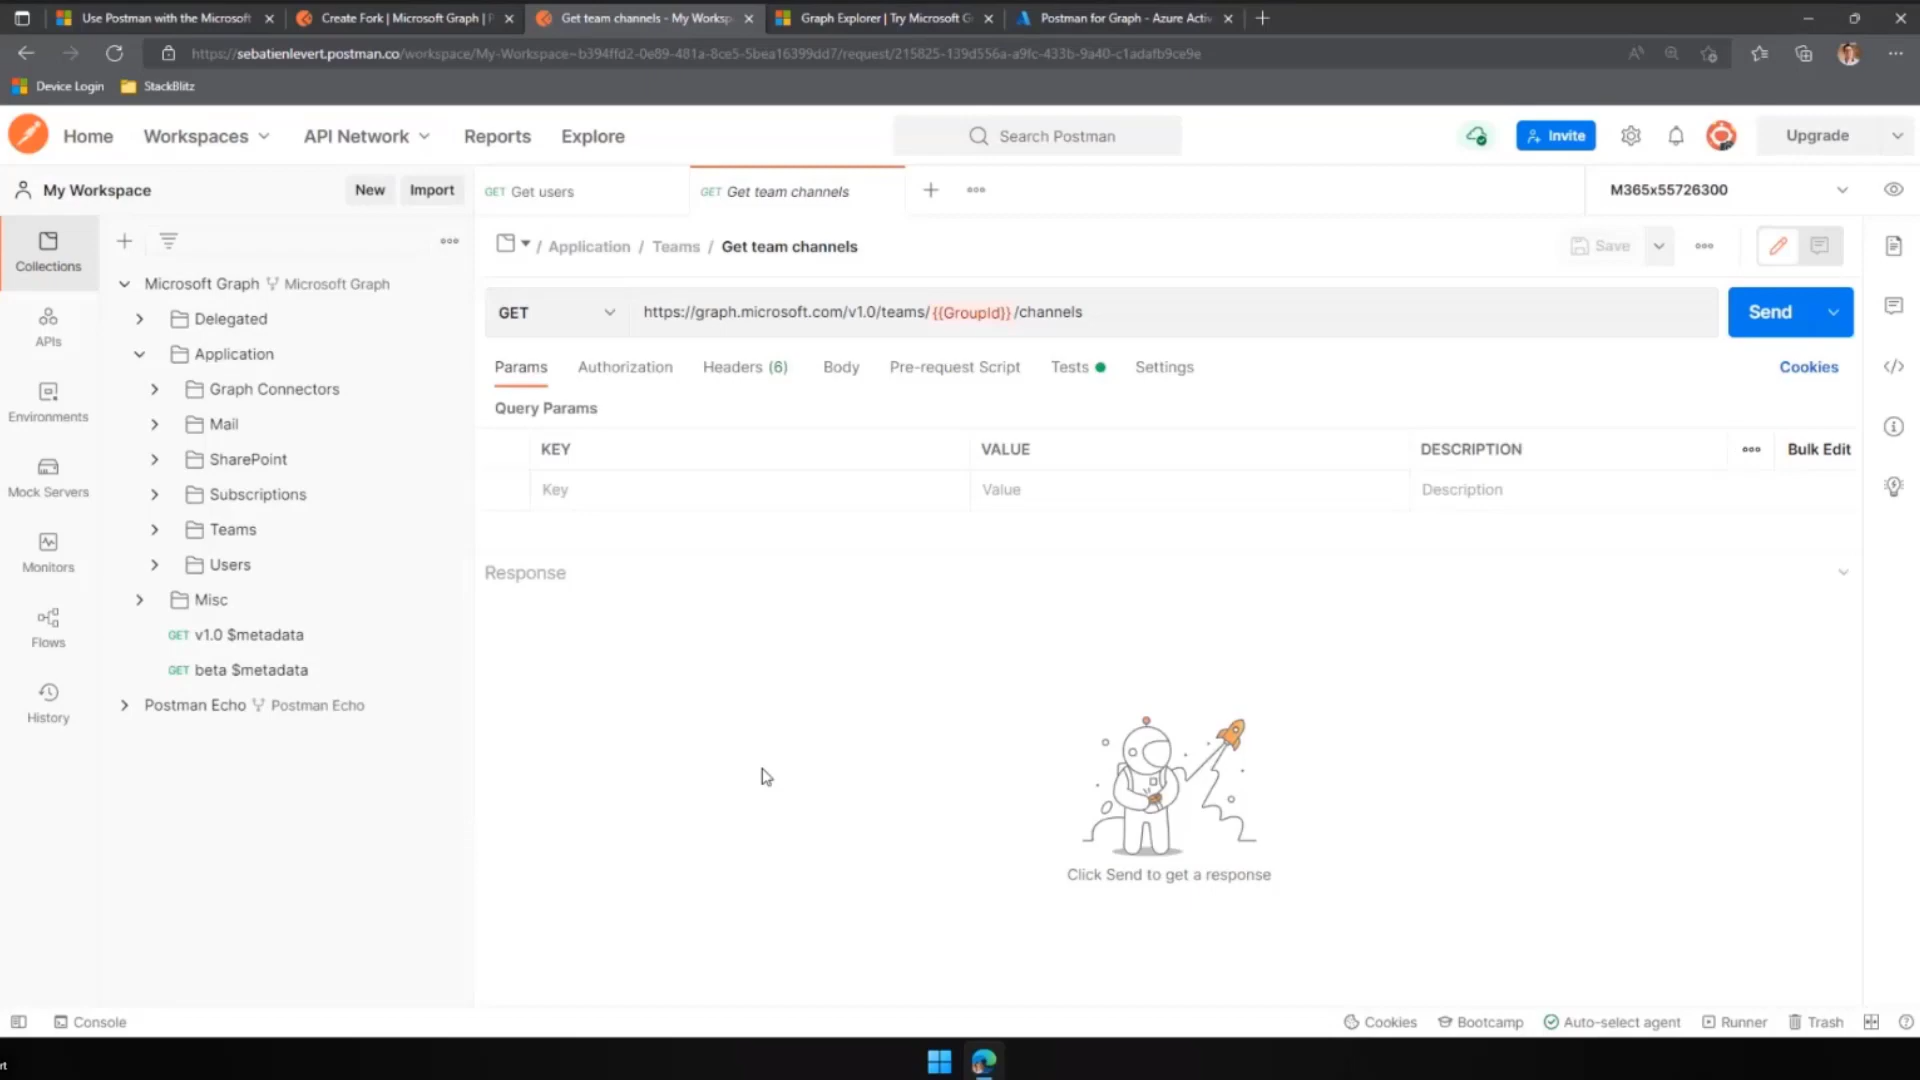 Use Postman with the Microsoft
Create Fork | Microsoft Graph | P
Get team channels - My Worksp
Graph Explorer | Try Microsoft G
Postman for Graph - Azure Activ
https://sebatienlevert.postman.co/workspace/My-Workspace~b394ffd2-0e89-481a-8ce5-5bea16399dd7/request/215825-139d556a-a9fc-433b-9a40-c1adafb9ce9e
Device Login
StackBlitz
Home
Workspaces
API Network
Reports
Explore
Search Postman
Invite
Upgrade
My Workspace
New
Import
GET Get users
GET Get team channels
M365x55726300
Collections
APIs
Environments
Mock Servers
Monitors
Flows
History
Microsoft Graph Microsoft Graph
Delegated
Application
Graph Connectors
Mail
SharePoint
Subscriptions
Teams
Users
Misc
GET v1.0 $metadata
GET beta $metadata
Postman Echo Postman Echo
/ Application / Teams / Get team channels
Save
GET
https://graph.microsoft.com/v1.0/teams/{{GroupId}}/channels
Send
Params
Authorization
Headers (6)
Body
Pre-request Script
Tests
Settings
Cookies
Query Params
KEY
VALUE
DESCRIPTION
Bulk Edit
Key
Value
Description
Response
Click Send to get a response
Console
Cookies
Bootcamp
Auto-select agent
Runner
Trash
rt